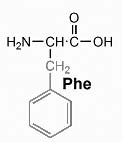 O
H₂N-CH-C-OH
CH₂
Phe